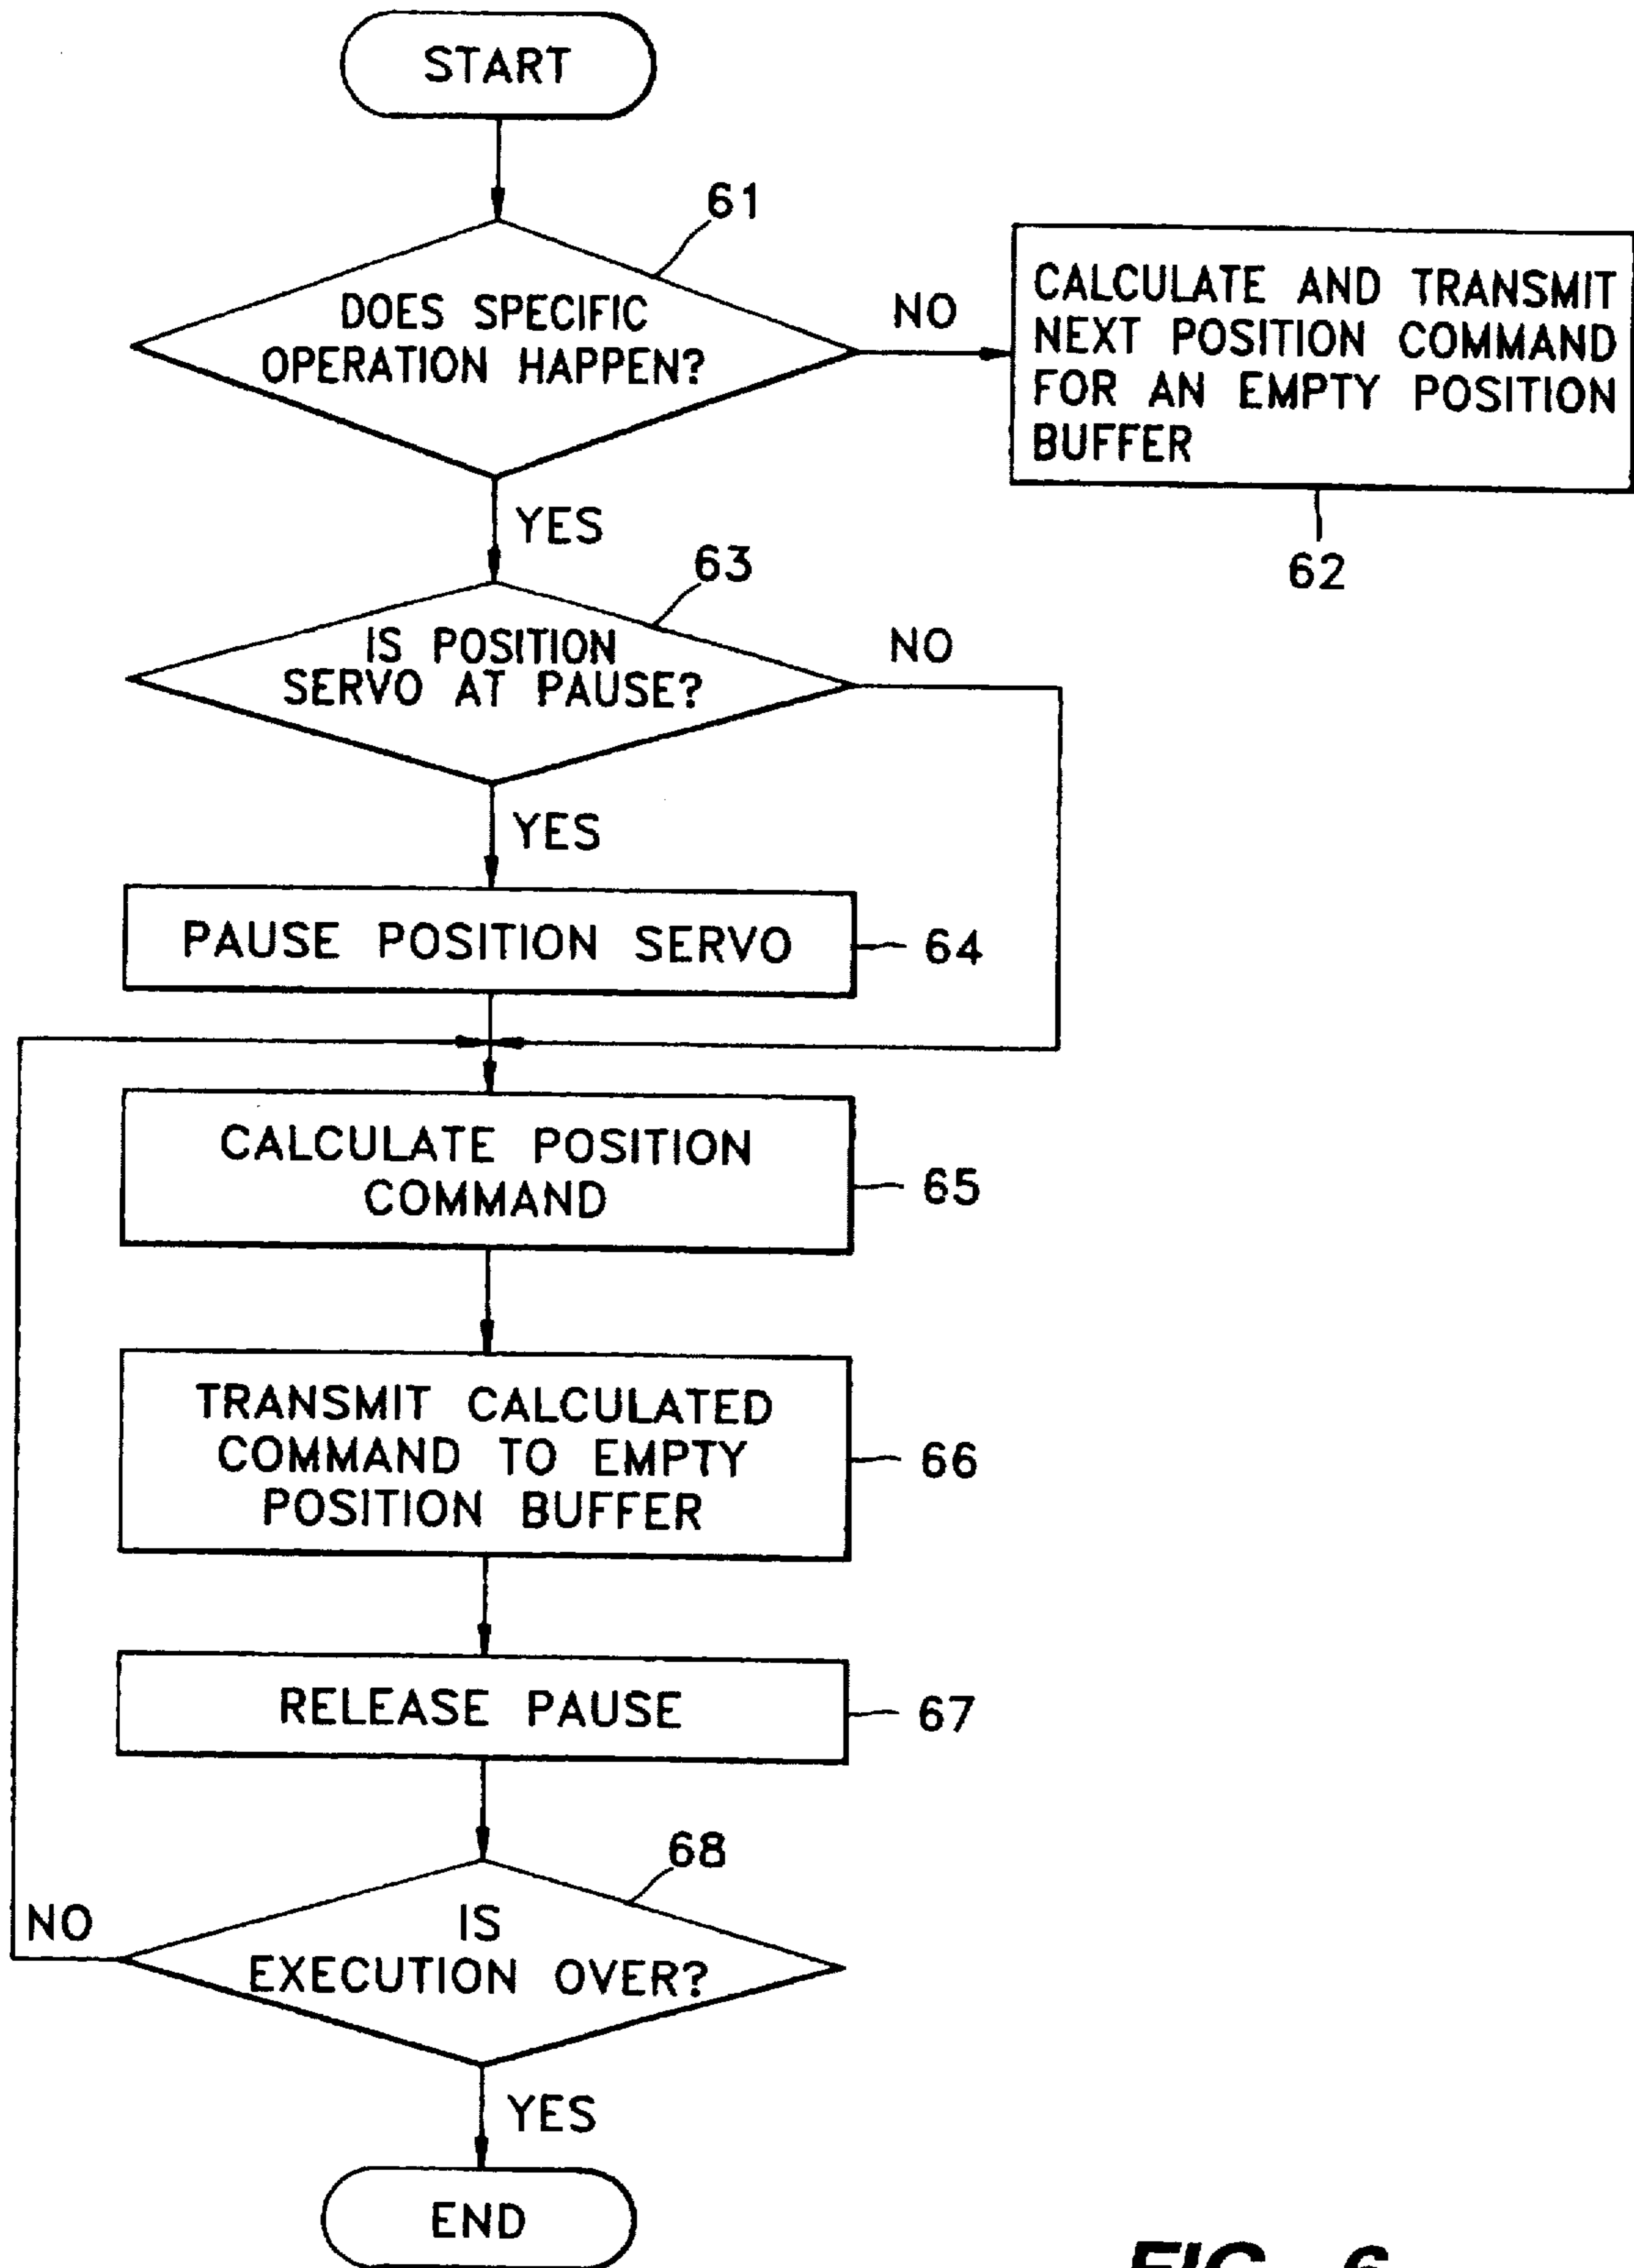 START
61
DOES SPECIFIC
OPERATION HAPPEN?
NO
CALCULATE AND TRANSMIT
NEXT POSITION COMMAND
FOR AN EMPTY POSITION
BUFFER
62
YES
63
IS POSITION
SERVO AT PAUSE?
NO
YES
PAUSE POSITION SERVO
64
CALCULATE POSITION
COMMAND
65
TRANSMIT CALCULATED
COMMAND TO EMPTY
POSITION BUFFER
66
RELEASE PAUSE
67
68
IS
EXECUTION OVER?
NO
YES
END
FIG. 6